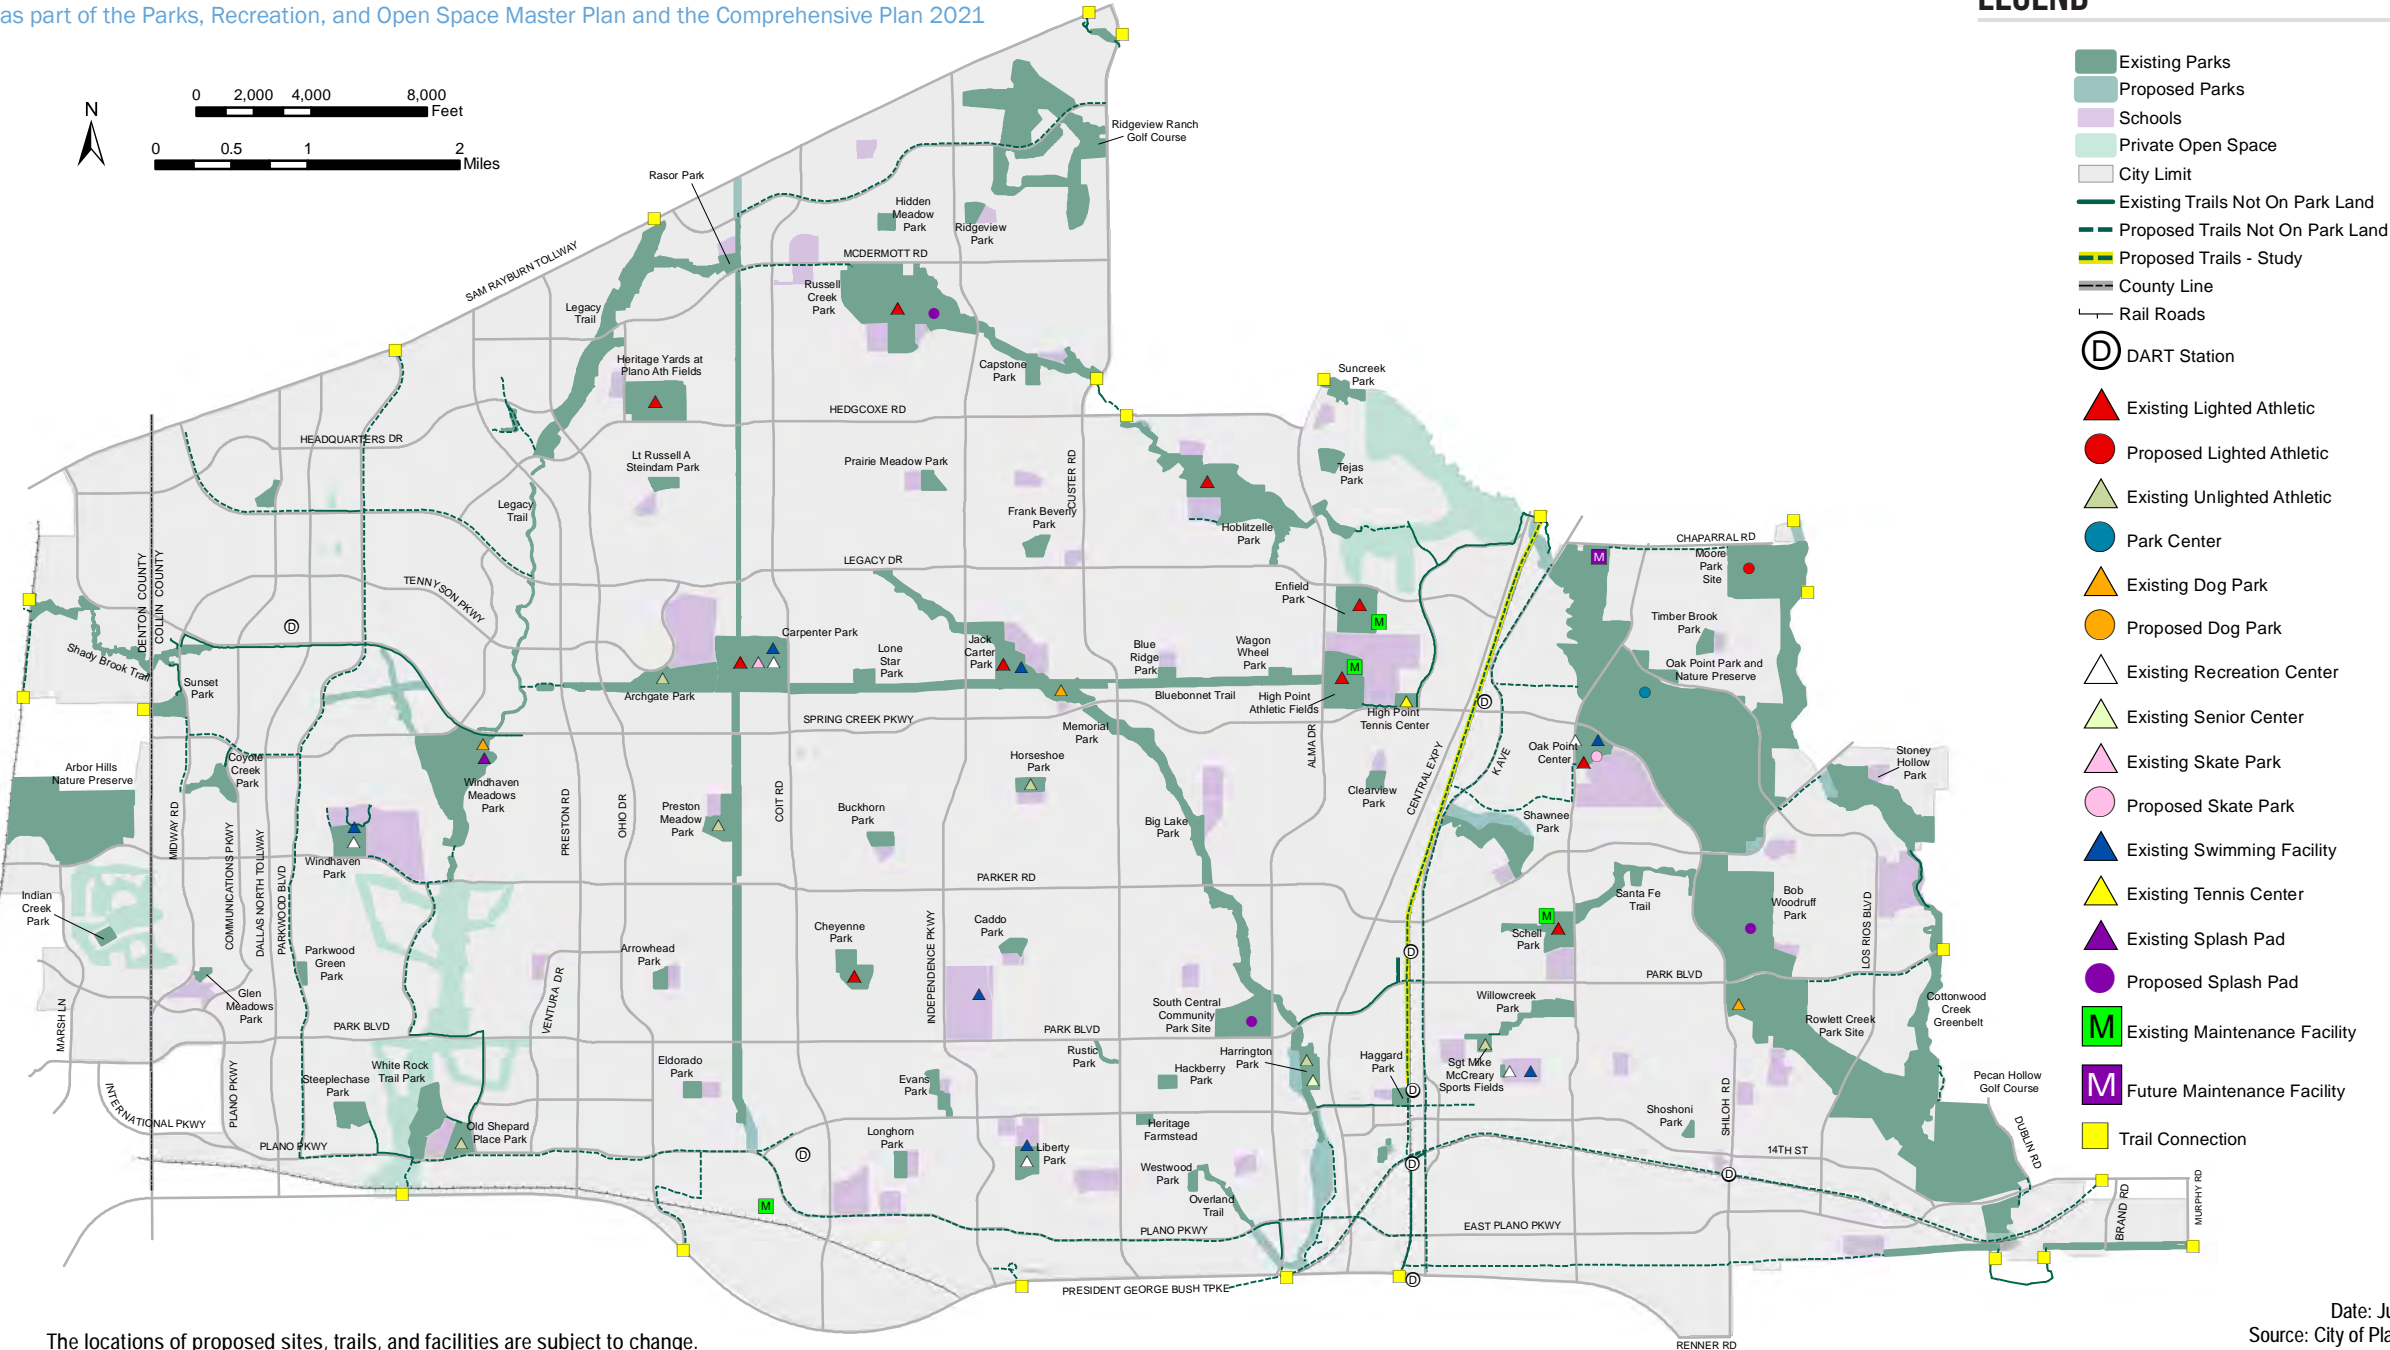 as part of the Parks, Recreation, and Open Space Master Plan and the Comprehensive Plan 2021
LEGEND
Existing Parks
Proposed Parks
Schools
Private Open Space
City Limit
Existing Trails Not On Park Land
Proposed Trails Not On Park Land
Proposed Trails - Study
County Line
Rail Roads
D
DART Station
Existing Lighted Athletic
Proposed Lighted Athletic
Existing Unlighted Athletic
Park Center
Existing Dog Park
Proposed Dog Park
Existing Recreation Center
Existing Senior Center
Existing Skate Park
Proposed Skate Park
Existing Swimming Facility
Existing Tennis Center
Existing Splash Pad
Proposed Splash Pad
M
Existing Maintenance Facility
M
Future Maintenance Facility
Trail Connection
N
0 2,000 4,000 8,000
Feet
0 0.5 1 2
Miles
Ridgeview Ranch
Golf Course
Rasor Park
Hidden
Meadow
Park
Ridgeview
Park
SAM RAYBURN TOLLWAY
MCDERMOTT RD
Russell
Creek
Park
Legacy
Trail
Heritage Yards at
Plano Ath Fields
Capstone
Park
Suncreek
Park
HEDGCOXE RD
HEADQUARTERS DR
Lt Russell A
Steindam Park
Prairie Meadow Park
CUSTER RD
Tejas
Park
Legacy
Trail
Frank Beverly
Park
Hoblitzelle
Park
CHAPARRAL RD
M
Moore
Park
Site
DENTON COUNTY
COLLIN COUNTY
LEGACY DR
TENNYSON PKWY
Enfield
Park
M
Timber Brook
Park
D
Shady Brook Trail
Carpenter Park
Jack
Carter
Park
Lone
Star
Park
Blue
Ridge
Park
Wagon
Wheel
Park
M
Oak Point Park and
Nature Preserve
Sunset
Park
Archgate Park
Bluebonnet Trail
High Point
Athletic Fields
High Point
Tennis Center
D
SPRING CREEK PKWY
Memorial
Park
ALMA DR
CENTRAL EXPY
K AVE
Oak Point
Center
Stoney
Hollow
Park
Arbor Hills
Nature Preserve
Coyote
Creek
Park
Windhaven
Meadows
Park
Horseshoe
Park
Clearview
Park
MIDWAY RD
COMMUNICATIONS PKWY
DALLAS NORTH TOLLWAY
PARKWOOD BLVD
PRESTON RD
OHIO DR
Preston
Meadow
Park
COIT RD
Buckhorn
Park
Big Lake
Park
Shawnee
Park
Windhaven
Park
PARKER RD
Indian
Creek
Park
Santa Fe
Trail
Bob
Woodruff
Park
LOS RIOS BLVD
Cheyenne
Park
INDEPENDENCE PKWY
Caddo
Park
M
Schell
Park
Parkwood
Green
Park
Arrowhead
Park
D
PARK BLVD
Glen
Meadows
Park
VENTURA DR
MARSH LN
South Central
Community
Park Site
Willowcreek
Park
Cottonwood
Creek
Greenbelt
PARK BLVD
PARK BLVD
Rowlett Creek
Park Site
White Rock
Trail Park
Steeplechase
Park
Eldorado
Park
Evans
Park
Rustic
Park
Hackberry
Park
Harrington
Park
Haggard
Park
D
Sgt Mike
McCreary
Sports Fields
Pecan Hollow
Golf Course
INTERNATIONAL PKWY
PLANO PKWY
PLANO PKWY
Old Shepard
Place Park
Longhorn
Park
Liberty
Park
Heritage
Farmstead
Shoshoni
Park
SHILOH RD
14TH ST
DUBLIN RD
D
Westwood
Park
D
D
Overland
Trail
M
PLANO PKWY
EAST PLANO PKWY
BRAND RD
MURPHY RD
PRESIDENT GEORGE BUSH TPKE
D
RENNER RD
The locations of proposed sites, trails, and facilities are subject to change.
Date: Ju
Source: City of Pla